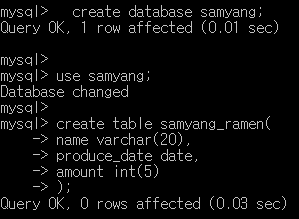 mysql>   create database samyang;
Query OK, 1 row affected (0.01 sec)
mysql>
mysql> use samyang;
Database changed
mysql>
mysql> create table samyang_ramen(
    -> name varchar(20),
    -> produce_date date,
    -> amount int(5)
    -> );
Query OK, 0 rows affected (0.03 sec)